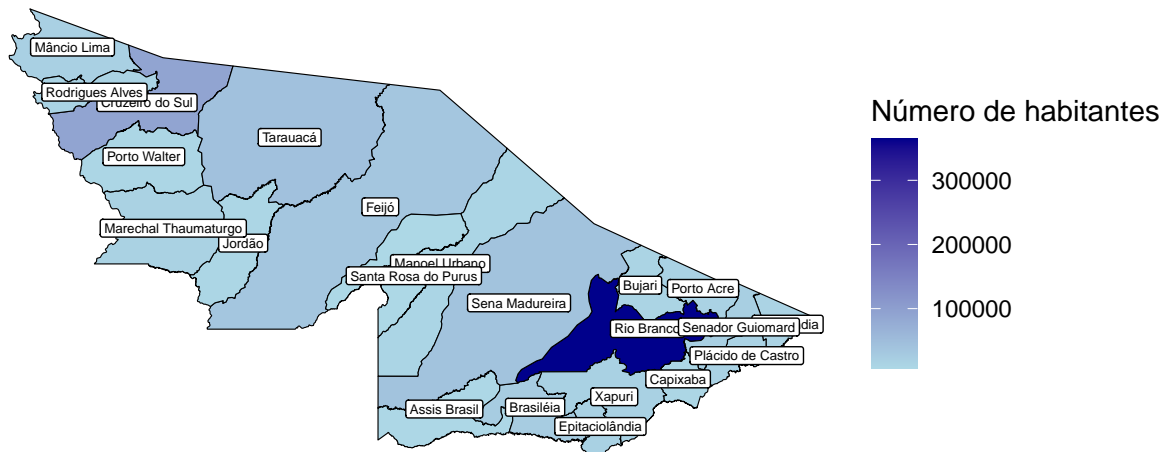 Mâncio Lima
Rodrigues Alves
Cruzeiro do Sul
Tarauacá
Porto Walter
Feijó
Marechal Thaumaturgo
Jordão
Manoel Urbano
Santa Rosa do Purus
Sena Madureira
Bujari
Porto Acre
Rio Branco
Senador Guiomard
dia
Plácido de Castro
Capixaba
Xapuri
Brasiléia
Assis Brasil
Epitaciolândia
Número de habitantes
300000
200000
100000